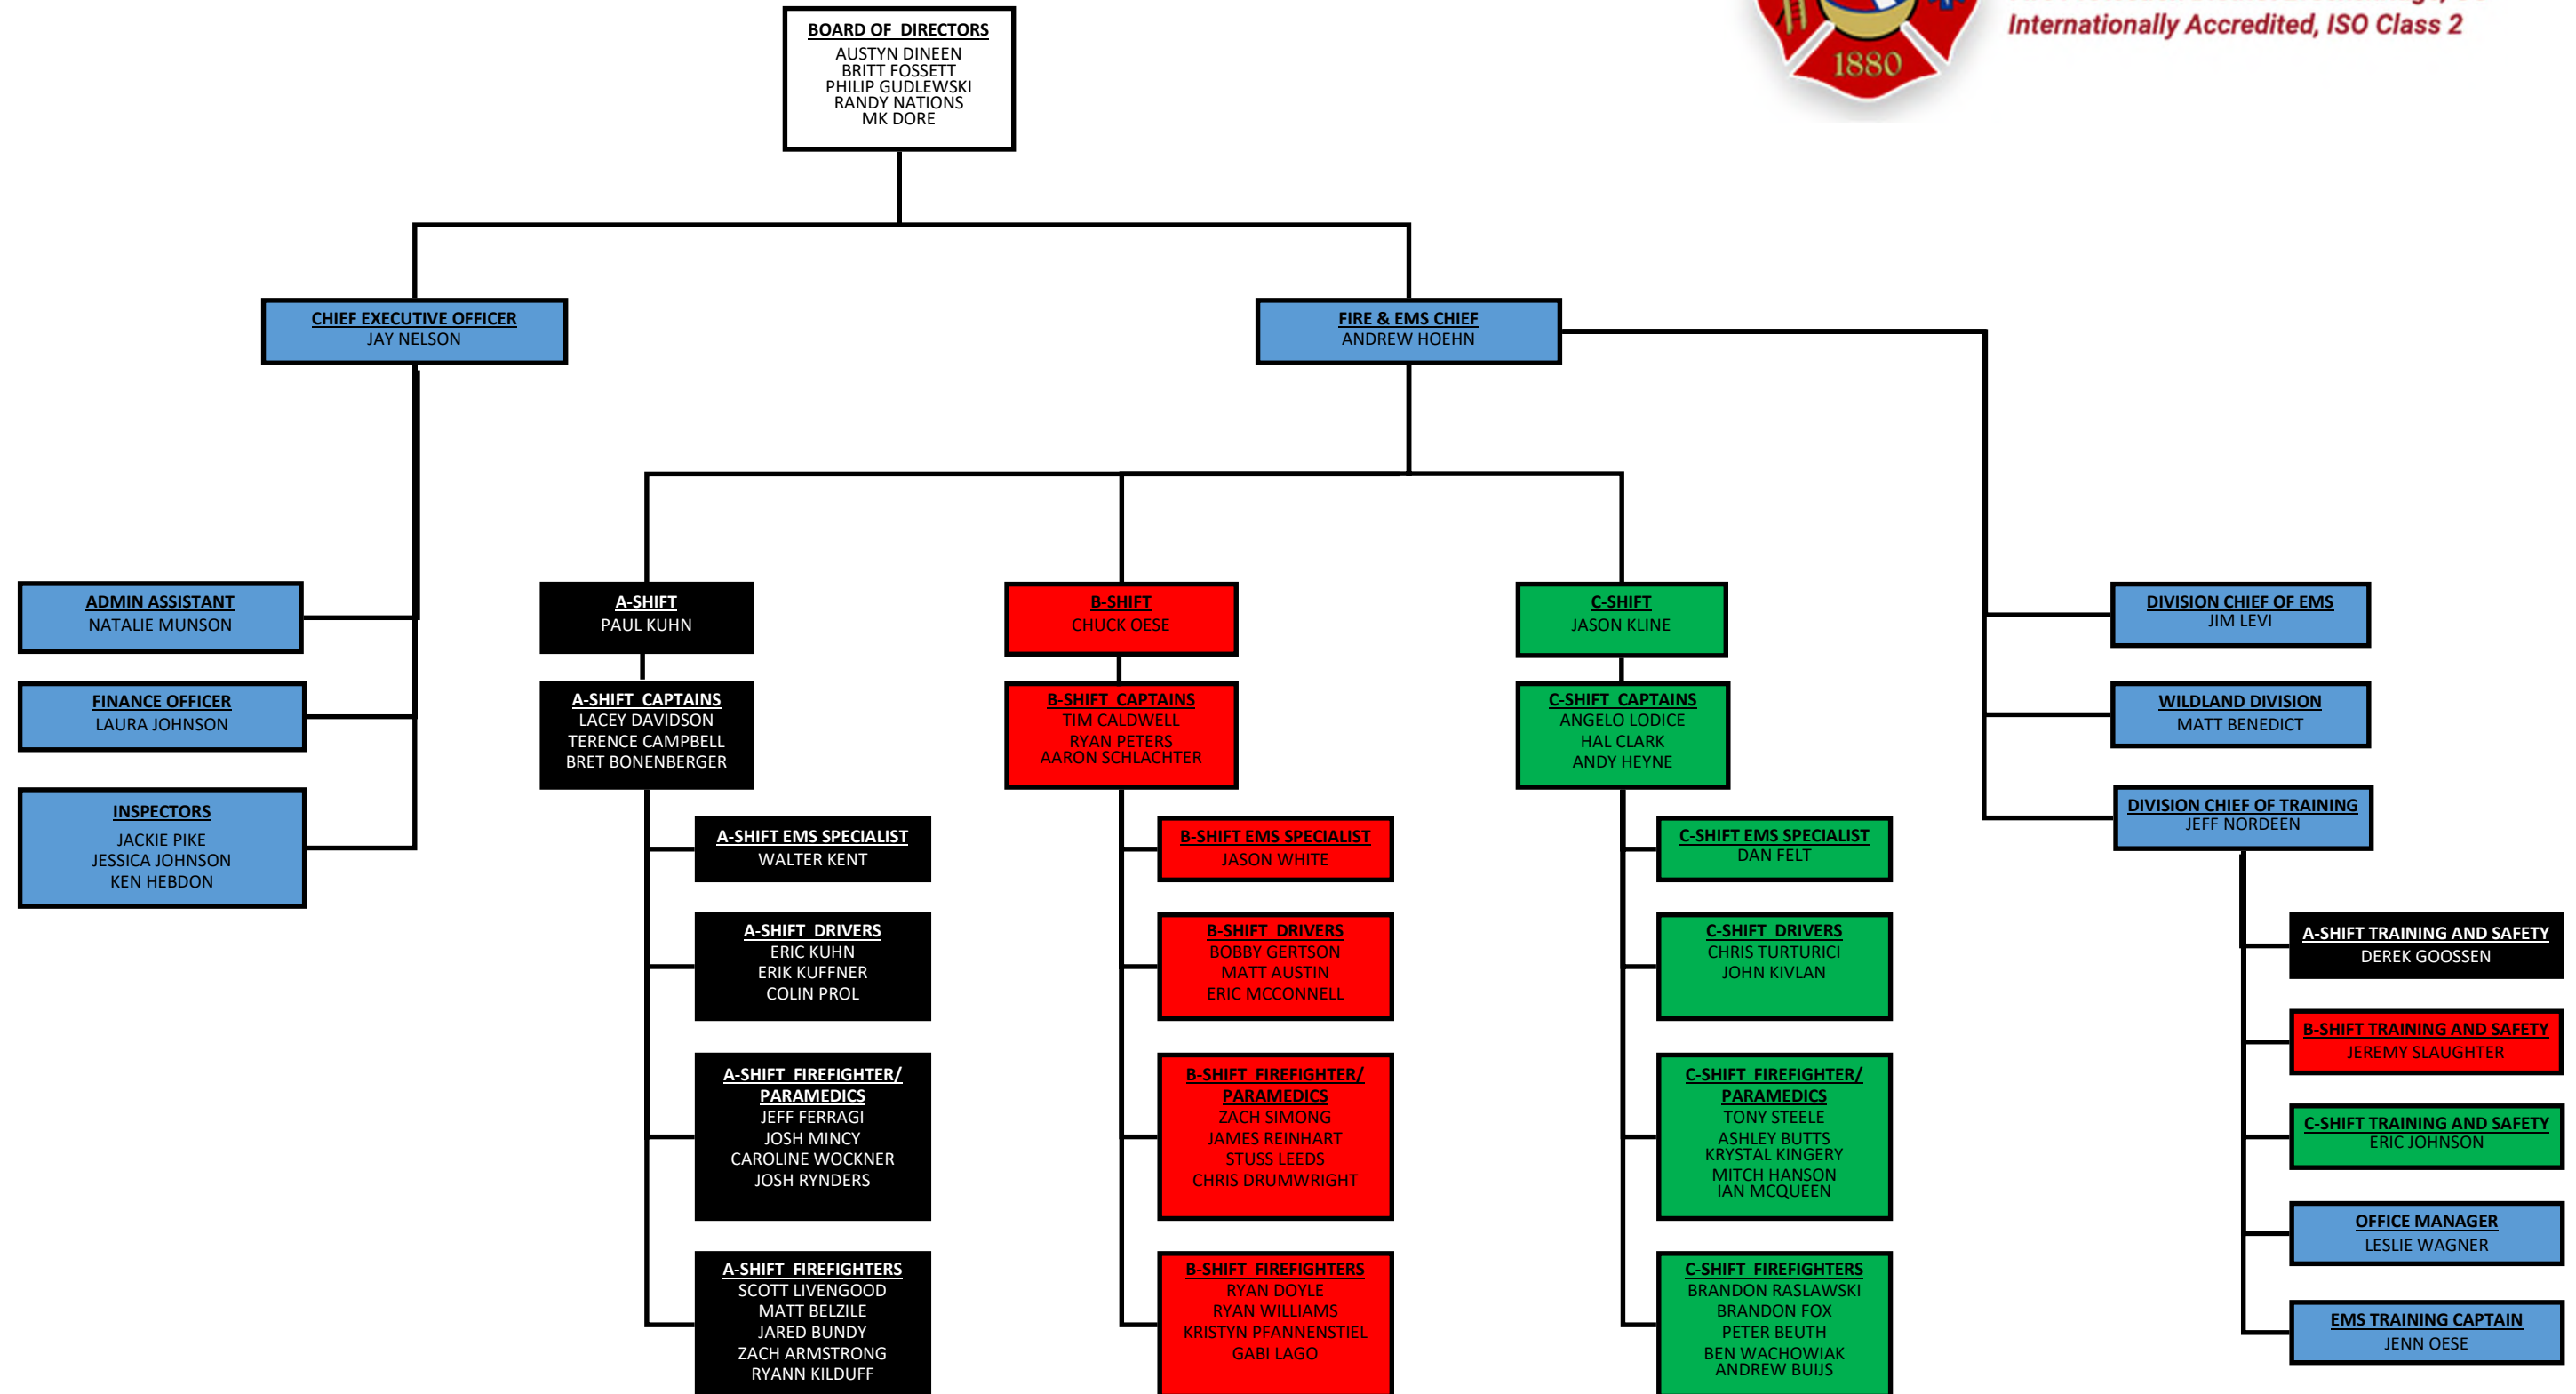 Internationally Accredited, ISO Class 2
1880
BOARD OF DIRECTORS
AUSTYN DINEEN
BRITT FOSSETT
PHILIP GUDLEWSKI
RANDY NATIONS
MK DORE
CHIEF EXECUTIVE OFFICER
JAY NELSON
FIRE & EMS CHIEF
ANDREW HOEHN
ADMIN ASSISTANT
NATALIE MUNSON
FINANCE OFFICER
LAURA JOHNSON
INSPECTORS
JACKIE PIKE
JESSICA JOHNSON
KEN HEBDON
A-SHIFT
PAUL KUHN
A-SHIFT CAPTAINS
LACEY DAVIDSON
TERENCE CAMPBELL
BRET BONENBERGER
A-SHIFT EMS SPECIALIST
WALTER KENT
A-SHIFT DRIVERS
ERIC KUHN
ERIK KUFFNER
COLIN PROL
A-SHIFT FIREFIGHTER/
PARAMEDICS
JEFF FERRAGI
JOSH MINCY
CAROLINE WOCKNER
JOSH RYNDERS
A-SHIFT FIREFIGHTERS
SCOTT LIVENGOOD
MATT BELZILE
JARED BUNDY
ZACH ARMSTRONG
RYANN KILDUFF
B-SHIFT
CHUCK OESE
B-SHIFT CAPTAINS
TIM CALDWELL
RYAN PETERS
AARON SCHLACHTER
B-SHIFT EMS SPECIALIST
JASON WHITE
B-SHIFT DRIVERS
BOBBY GERTSON
MATT AUSTIN
ERIC MCCONNELL
B-SHIFT FIREFIGHTER/
PARAMEDICS
ZACH SIMONG
JAMES REINHART
STUSS LEEDS
CHRIS DRUMWRIGHT
B-SHIFT FIREFIGHTERS
RYAN DOYLE
RYAN WILLIAMS
KRISTYN PFANNENSTIEL
GABI LAGO
C-SHIFT
JASON KLINE
C-SHIFT CAPTAINS
ANGELO LODICE
HAL CLARK
ANDY HEYNE
C-SHIFT EMS SPECIALIST
DAN FELT
C-SHIFT DRIVERS
CHRIS TURTURICI
JOHN KIVLAN
C-SHIFT FIREFIGHTER/
PARAMEDICS
TONY STEELE
ASHLEY BUTTS
KRYSTAL KINGERY
MITCH HANSON
IAN MCQUEEN
C-SHIFT FIREFIGHTERS
BRANDON RASLAWSKI
BRANDON FOX
PETER BEUTH
BEN WACHOWIAK
ANDREW BUIJS
DIVISION CHIEF OF EMS
JIM LEVI
WILDLAND DIVISION
MATT BENEDICT
DIVISION CHIEF OF TRAINING
JEFF NORDEEN
A-SHIFT TRAINING AND SAFETY
DEREK GOOSSEN
B-SHIFT TRAINING AND SAFETY
JEREMY SLAUGHTER
C-SHIFT TRAINING AND SAFETY
ERIC JOHNSON
OFFICE MANAGER
LESLIE WAGNER
EMS TRAINING CAPTAIN
JENN OESE